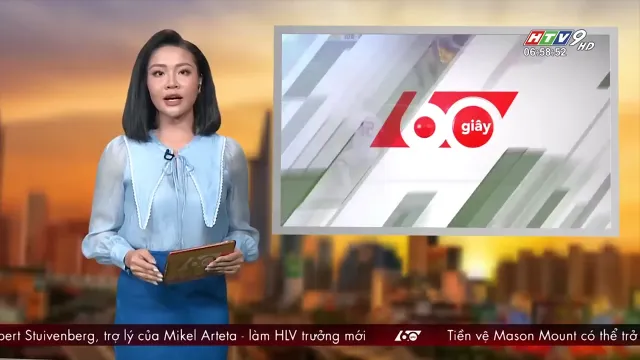 HTV9 HD
06:58:52
60 giây
bert Stuivenberg, trợ lý của Mikel Arteta - làm HLV trưởng mới 60 Tiền vệ Mason Mount có thể trở